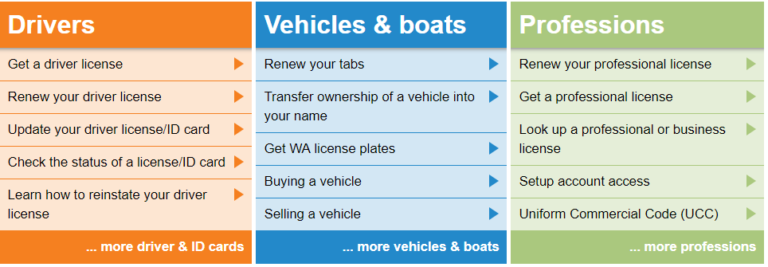 Drivers
Get a driver license
Renew your driver license
Update your driver license/ID card
Check the status of a license/ID card
Learn how to reinstate your driver
license
... more driver & ID cards
Vehicles & boats
Renew your tabs
Transfer ownership of a vehicle into
your name
Get WA license plates
Buying a vehicle
Selling a vehicle
... more vehicles & boats
Professions
Renew your professional license
Get a professional license
Look up a professional or business
license
Setup account access
Uniform Commercial Code (UCC)
... more professions